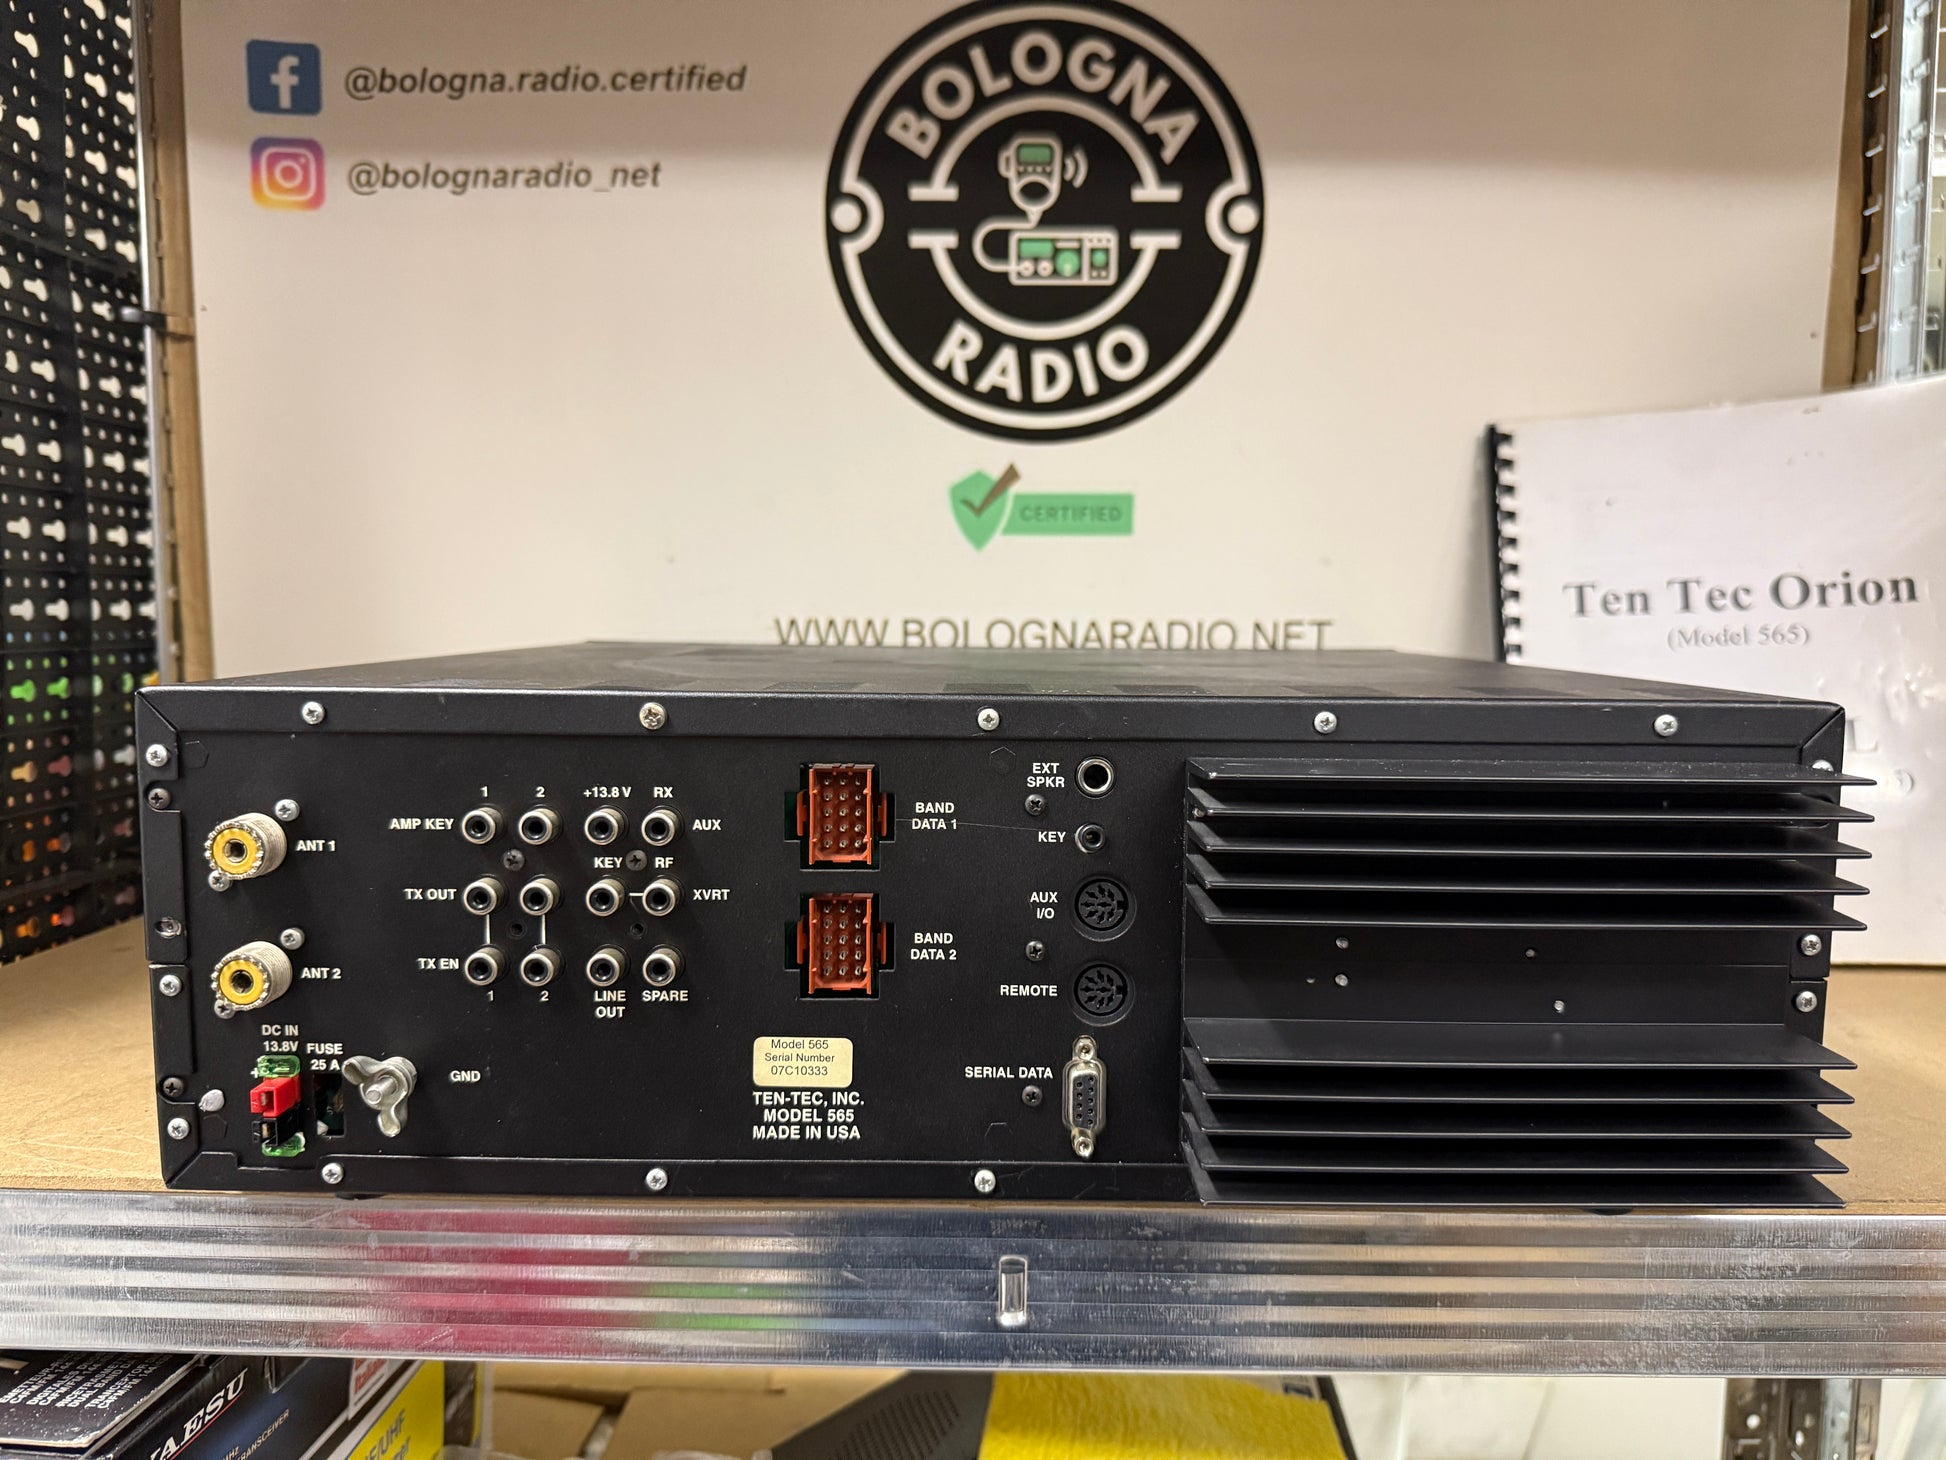 @bologna.radio.certified
@bolognaradio_net
BOLOGNA
RADIO
CERTIFIED
WWW.BOLOGNARADIO.NET
Ten Tec Orion
(Model 565)
ANT 1
ANT 2
DC IN
13.8V
FUSE
25 A
+
GND
1 2 +13.8 V RX
AMP KEY
AUX
KEY RF
TX OUT
XVRT
TX EN
1 2 LINE
OUT
SPARE
BAND
DATA 1
BAND
DATA 2
EXT
SPKR
KEY
AUX
I/O
REMOTE
SERIAL DATA
Model 565
Serial Number
07C10333
TEN-TEC, INC.
MODEL 565
MADE IN USA
YAESU
TRANSCEIVER